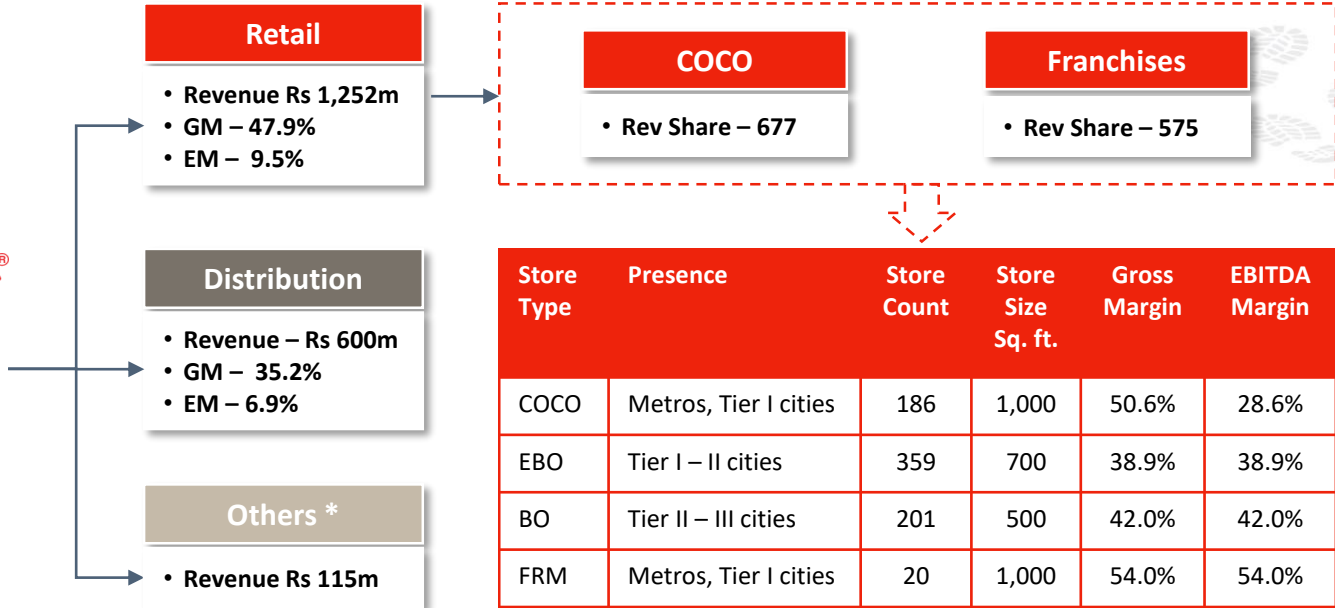 Retail
• Revenue Rs 1,252m
• GM – 47.9%
• EM – 9.5%
COCO
• Rev Share – 677
Franchises
• Rev Share – 575
®
Distribution
• Revenue – Rs 600m
• GM – 35.2%
• EM – 6.9%
Others *
• Revenue Rs 115m
Store Type Presence Store Count Store Size Sq. ft. Gross Margin EBITDA Margin
COCO Metros, Tier I cities 186 1,000 50.6% 28.6%
EBO Tier I – II cities 359 700 38.9% 38.9%
BO Tier II – III cities 201 500 42.0% 42.0%
FRM Metros, Tier I cities 20 1,000 54.0% 54.0%